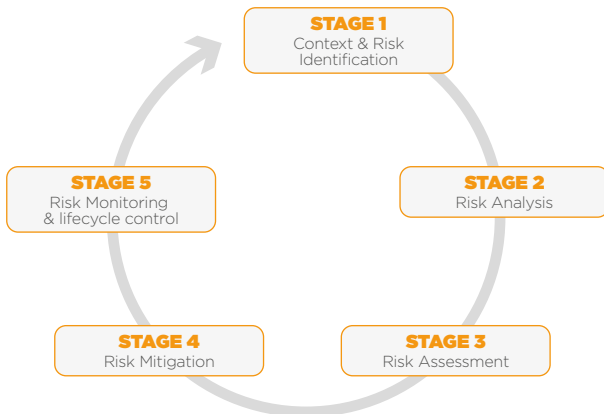 STAGE 1
Context & Risk
Identification
STAGE 2
Risk Analysis
STAGE 3
Risk Assessment
STAGE 4
Risk Mitigation
STAGE 5
Risk Monitoring
& lifecycle control